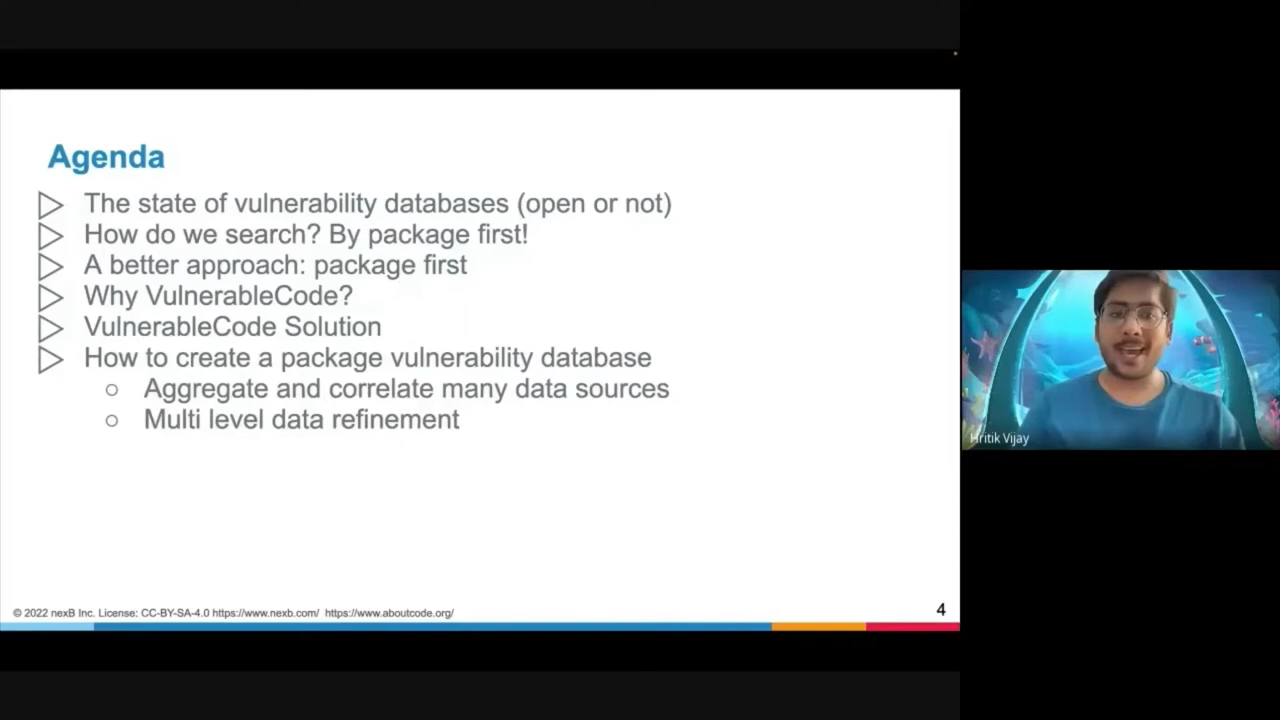 Agenda
The state of vulnerability databases (open or not)
How do we search? By package first!
A better approach: package first
Why VulnerableCode?
VulnerableCode Solution
How to create a package vulnerability database
Aggregate and correlate many data sources
Multi level data refinement
© 2022 nexB Inc. License: CC-BY-SA-4.0 https://www.nexb.com/ https://www.aboutcode.org/
4
Hritik Vijay